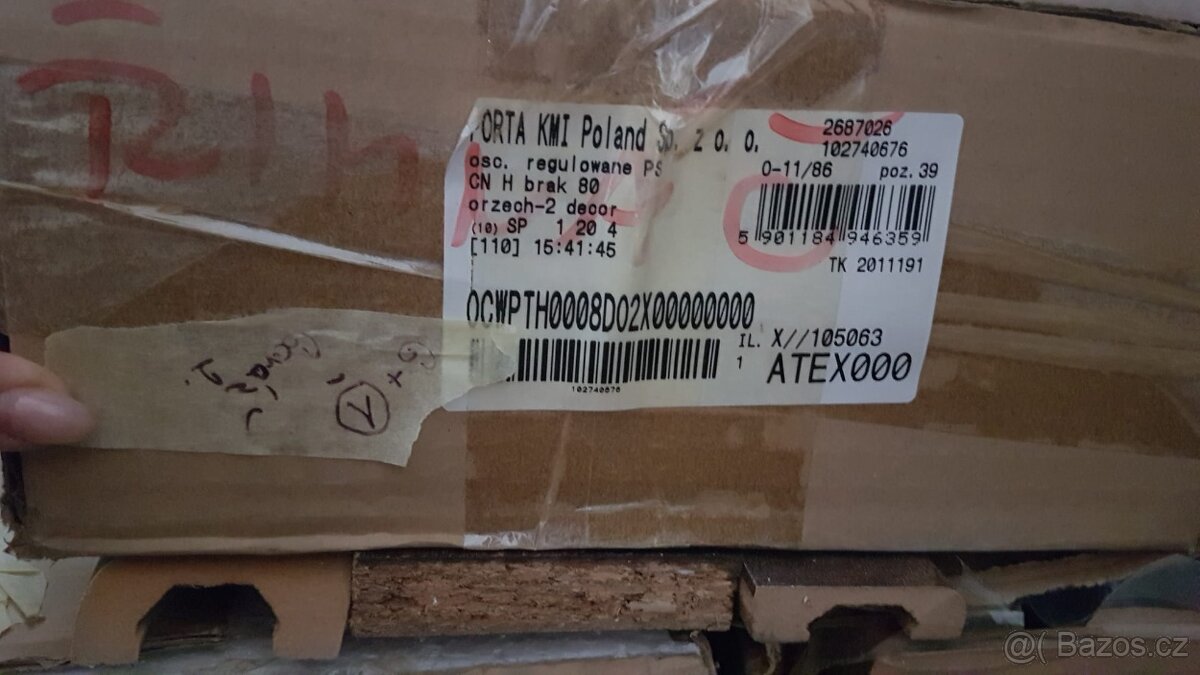 PORTA KMI Poland Sp. z o. o.
osc. regulowane PS
CN H brak 80
orzech-2 decor
(10) SP 1 20 4
[110] 15:41:45
2687026
102740676
0-11/86 poz. 39
5 901184 946359
TK 2011191
OCWPTH0008D02X00000000
IL. X//105063
1 ATEX000
102740676
6x
1
@( Bazos.cz